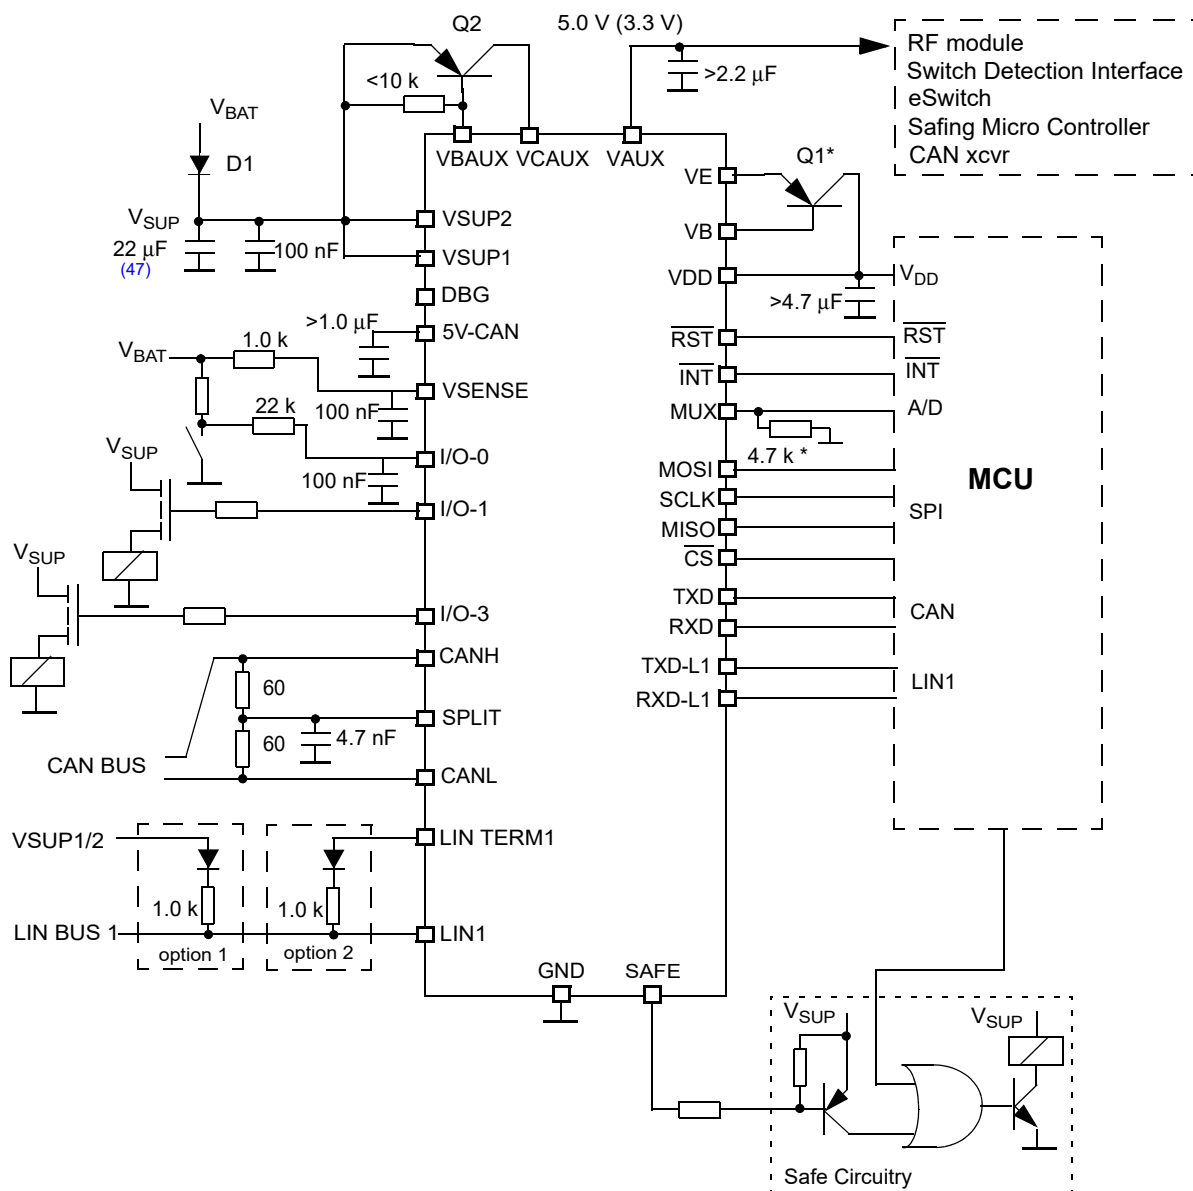 Q2
5.0 V (3.3 V)
<10 k
>2.2 μF
RF module
Switch Detection Interface
eSwitch
Safing Micro Controller
CAN xcvr
VBAT
D1
VBAUX
VCAUX
VAUX
VE
Q1*
VSUP
22 μF
(47)
100 nF
VSUP2
VSUP1
VB
VDD
VDD
>4.7 μF
DBG
>1.0 μF
5V-CAN
RST
RST
VBAT
1.0 k
INT
INT
VSENSE
100 nF
MUX
A/D
22 k
4.7 k *
VSUP
I/O-0
100 nF
MOSI
MCU
I/O-1
SCLK
SPI
MISO
VSUP
CS
TXD
CAN
I/O-3
RXD
CANH
TXD-L1
60
LIN1
RXD-L1
SPLIT
60
4.7 nF
CAN BUS
CANL
VSUP1/2
LIN TERM1
1.0 k
1.0 k
LIN BUS 1
LIN1
option 1
option 2
GND
SAFE
VSUP
VSUP
Safe Circuitry